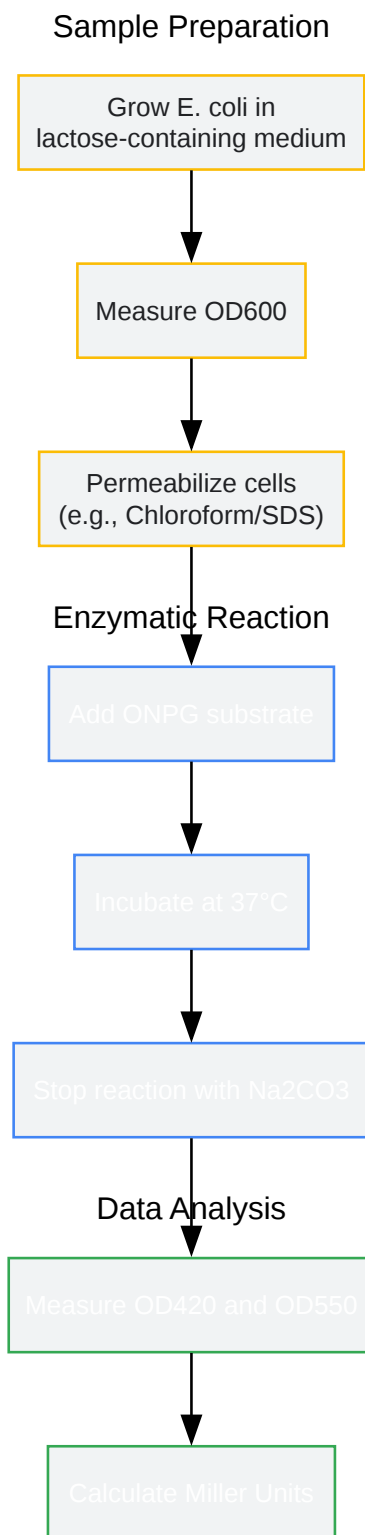 Sample Preparation
Grow E. coli in
lactose-containing medium
Measure OD600
Permeabilize cells
(e.g., Chloroform/SDS)
Enzymatic Reaction
Add ONPG substrate
Incubate at 37°C
Stop reaction with Na2CO3
Data Analysis
Measure OD420 and OD550
Calculate Miller Units